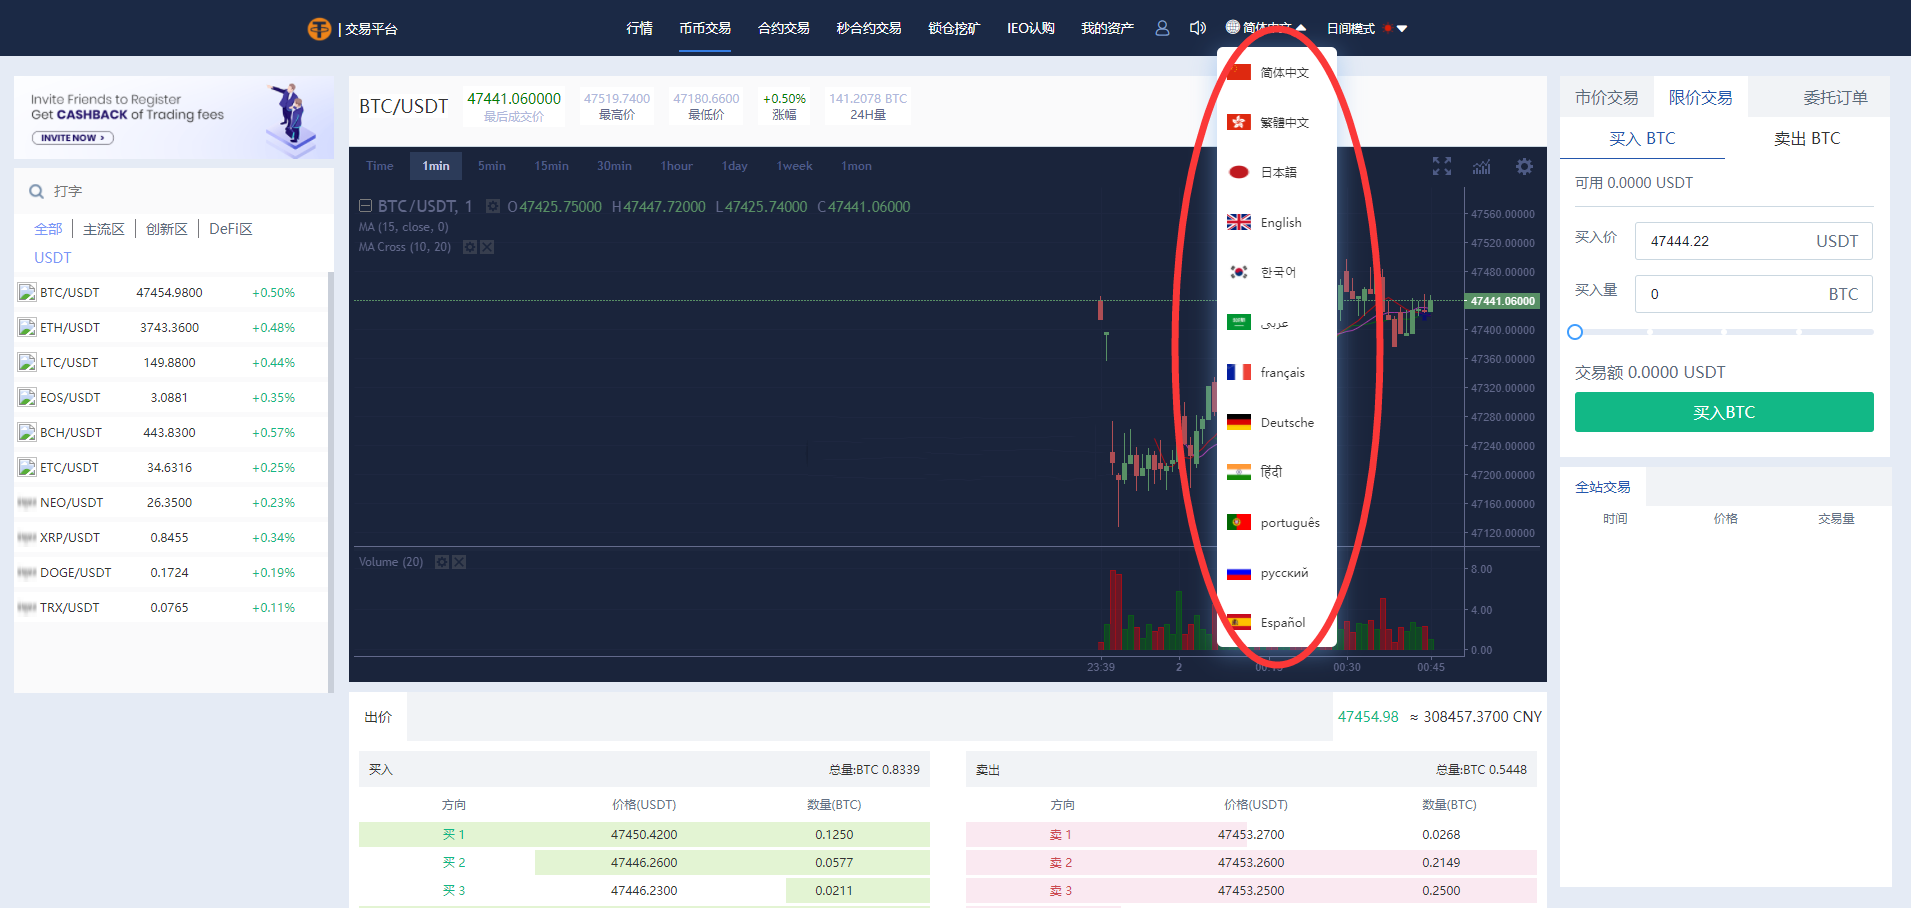 | 交易平台
行情 币币交易 合约交易 秒合约交易 锁仓挖矿 IEO认购 我的资产 简体中文 日间模式
Invite Friends to Register
Get CASHBACK of Trading fees
INVITE NOW >
打字
全部 主流区 创新区 DeFi区
USDT
BTC/USDT 47454.9800 +0.50%
ETH/USDT 3743.3600 +0.48%
LTC/USDT 149.8800 +0.44%
EOS/USDT 3.0881 +0.35%
BCH/USDT 443.8300 +0.57%
ETC/USDT 34.6316 +0.25%
NEO/USDT 26.3500 +0.23%
XRP/USDT 0.8455 +0.34%
DOGE/USDT 0.1724 +0.19%
TRX/USDT 0.0765 +0.11%
BTC/USDT 47441.060000 47519.7400 47180.6600 +0.50% 141.2078 BTC
最后成交价 最高价 最低价 涨幅 24H量
Time 1min 5min 15min 30min 1hour 1day 1week 1mon
BTC/USDT, 1 O47425.75000 H47447.72000 L47425.74000 C47441.06000
MA (15, close, 0)
MA Cross (10, 20)
47560.00000
47520.00000
47480.00000
47441.06000
47400.00000
47360.00000
47320.00000
47280.00000
47240.00000
47200.00000
47160.00000
47120.00000
Volume (20)
8.00
4.00
0.00
23:39 2 00:15 00:30 00:45
简体中文
繁體中文
日本語
English
한국어
عربى
français
Deutsche
हिंदी
português
русский
Español
出价 47454.98 ≈ 308457.3700 CNY
买入 总量:BTC 0.8339
方向 价格(USDT) 数量(BTC)
买 1 47450.4200 0.1250
买 2 47446.2600 0.0577
买 3 47446.2300 0.0211
卖出 总量:BTC 0.5448
方向 价格(USDT) 数量(BTC)
卖 1 47453.2700 0.0268
卖 2 47453.2600 0.2149
卖 3 47453.2500 0.2500
市价交易 限价交易 委托订单
买入 BTC 卖出 BTC
可用 0.0000 USDT
买入价 47444.22 USDT
买入量 0 BTC
交易额 0.0000 USDT
买入BTC
全站交易
时间 价格 交易量